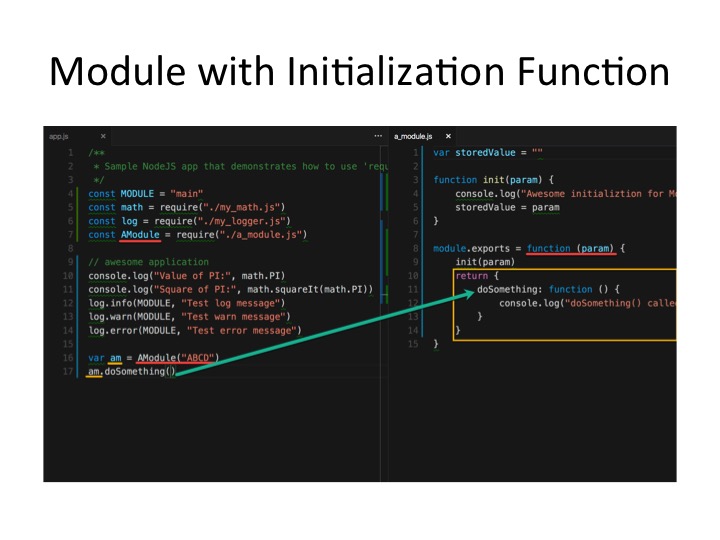 Module with Initialization Function
app.js × ···
1 /**
2 * Sample NodeJS app that demonstrates how to use 'requ
3 */
4 const MODULE = "main"
5 const math = require("./my_math.js")
6 const log = require("./my_logger.js")
7 const AModule = require("./a_module.js")
8
9 // awesome application
10 console.log("Value of PI:", math.PI)
11 console.log("Square of PI:", math.squareIt(math.PI))
12 log.info(MODULE, "Test log message")
13 log.warn(MODULE, "Test warn message")
14 log.error(MODULE, "Test error message")
15
16 var am = AModule("ABCD")
17 am.doSomething()
a_module.js ×
1 var storedValue = ""
2
3 function init(param) {
4 console.log("Awesome initializtion for Mo
5 storedValue = param
6 }
7
8 module.exports = function (param) {
9 init(param)
10 return {
11 doSomething: function () {
12 console.log("doSomething() calle
13 }
14 }
15 }